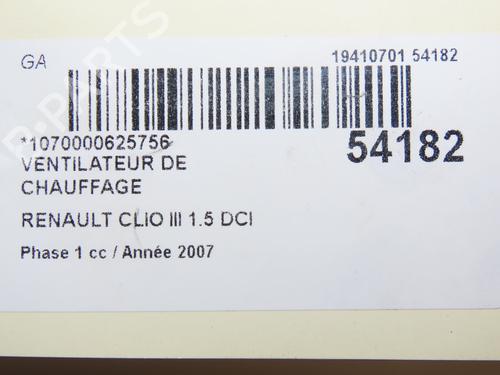 GA
19410701 54182
*1070000625756
54182
VENTILATEUR DE
CHAUFFAGE
RENAULT CLIO III 1.5 DCI
Phase 1 cc / Année 2007
B-PARTS